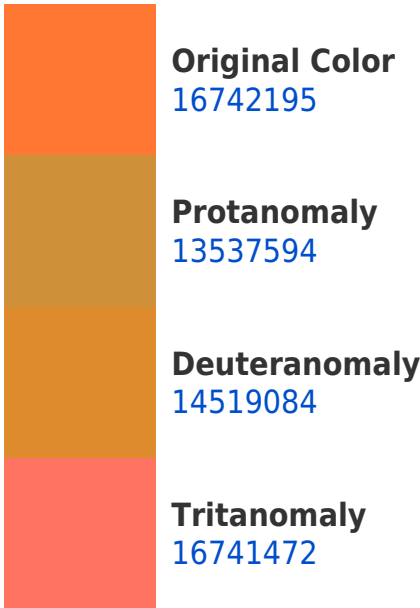 Original Color
16742195
Protanomaly
13537594
Deuteranomaly
14519084
Tritanomaly
16741472